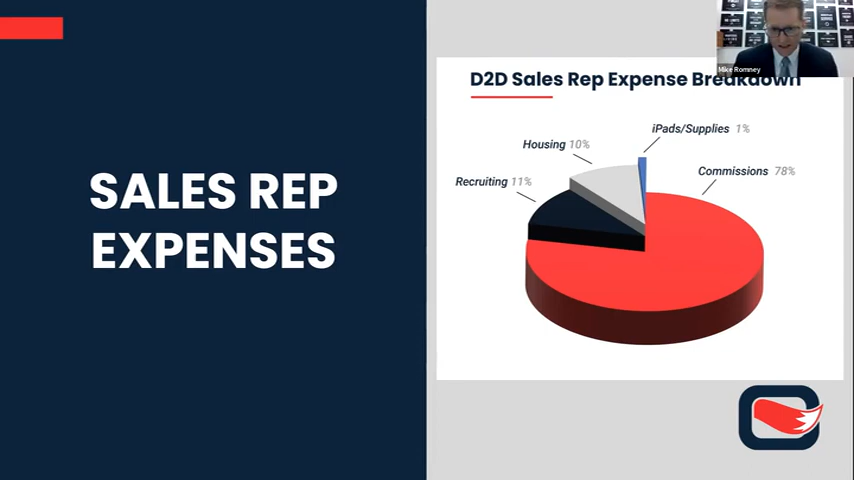 SALES REP
EXPENSES
Mike Romney
D2D Sales Rep Expense Breakdown
iPads/Supplies 1%
Housing 10%
Commissions 78%
Recruiting 11%